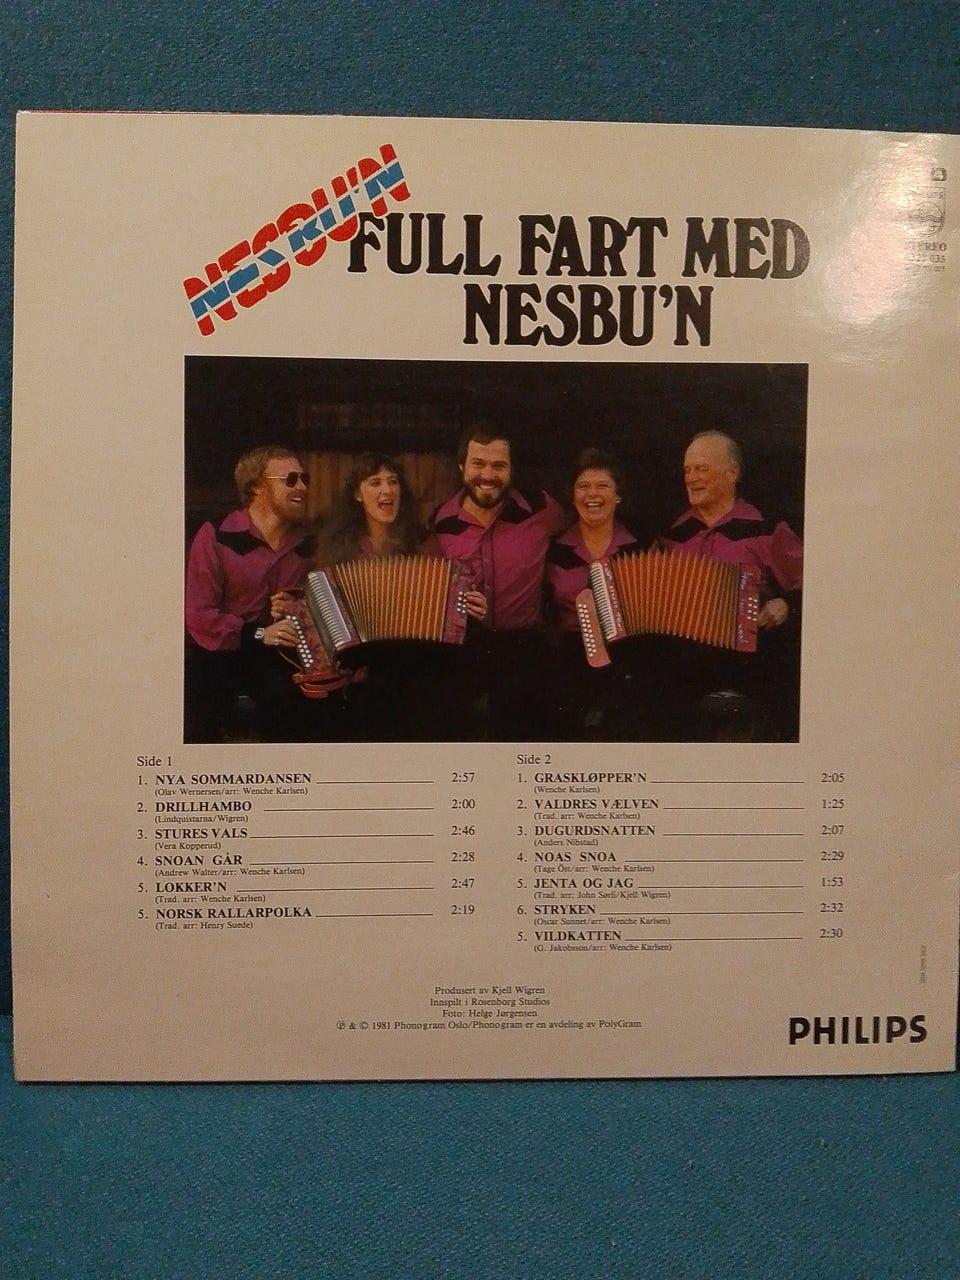 NESBU'N
FULL FART MED
NESBU'N
STEREO
Side 1
1. NYA SOMMARDANSEN 2:57
(Olav Wernersen/arr: Wenche Karlsen)
2. DRILLHAMBO 2:00
(Lindquistarna/Wigren)
3. STURES VALS 2:46
(Vera Kopperud)
4. SNOAN GÅR 2:28
(Andrew Walter/arr: Wenche Karlsen)
5. LOKKER'N 2:47
(Trad. arr: Wenche Karlsen)
5. NORSK RALLARPOLKA 2:19
(Trad. arr: Henry Suede)
Side 2
1. GRASKLØPPER'N 2:05
(Wenche Karlsen)
2. VALDRES VÆLVEN 1:25
(Trad. arr: Wenche Karlsen)
3. DUGURDSNATTEN 2:07
(Anders Nibstad)
4. NOAS SNOA 2:29
(Tage Öst/arr: Wenche Karlsen)
5. JENTA OG JAG 1:53
(Trad. arr: John Sørli/Kjell Wigren)
6. STRYKEN 2:32
(Oscar Sunnet/arr: Wenche Karlsen)
5. VILDKATTEN 2:30
(G. Jakobsson/arr: Wenche Karlsen)
Produsert av Kjell Wigren
Innspilt i Rosenborg Studios
Foto: Helge Jørgensen
℗ & © 1981 Phonogram Oslo/Phonogram er en avdeling av PolyGram
PHILIPS